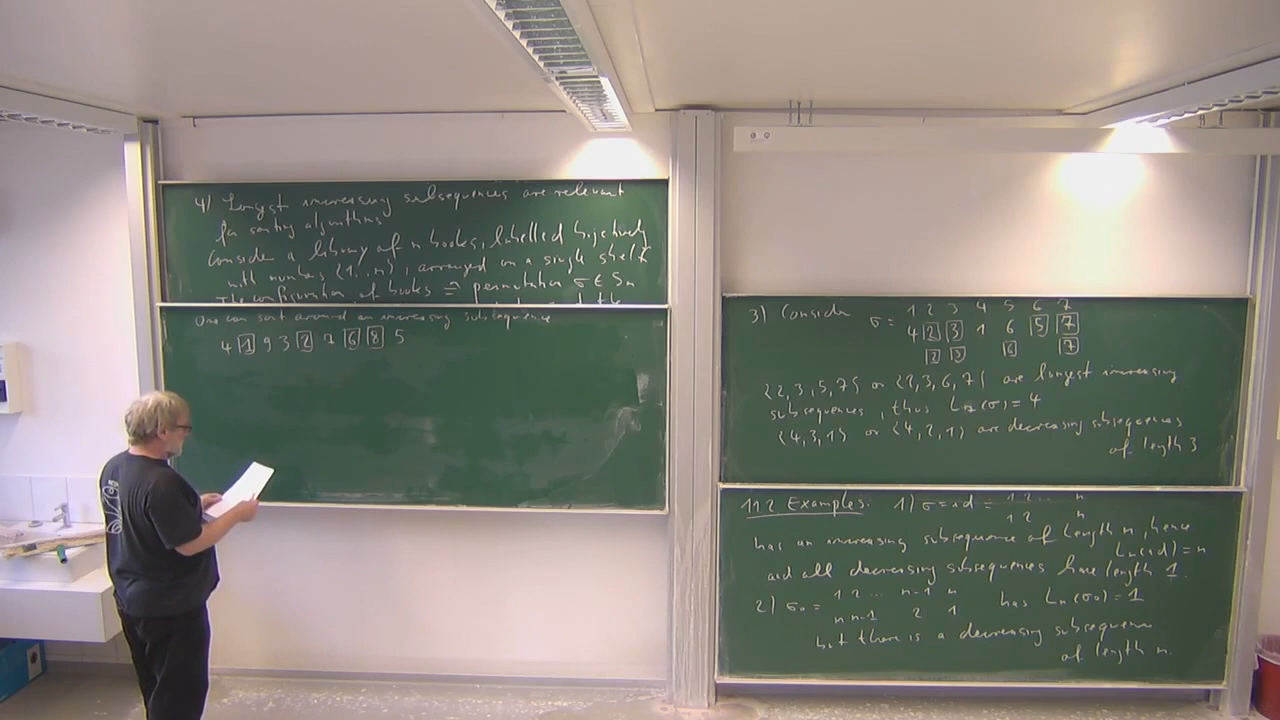 4) Longest increasing subsequences are relevant
for sorting algorithms
Consider a library of n books, labelled bijectively
with numbers {1...n}, arranged on a single shelf
The configuration of books ≙ permutation σ ∈ Sn
One can sort around an increasing subsequence
4 1 9 3 2 7 6 8 5
3) Consider σ = 1 2 3 4 5 6 7
4 2 3 1 6 5 7
2 3 6 7
{2,3,5,7} or {2,3,6,7} are longest increasing
subsequences, thus L7(σ) = 4
{4,3,1} or {4,2,1} are decreasing subsequences
of length 3
1.1.2 Examples: 1) σ = id = 1 2 ... n
1 2 n
has an increasing subsequence of length n, hence
Ln(id) = n
and all decreasing subsequences have length 1.
2) σ0 = 1 2 ... n-1 n has Ln(σ0) = 1
n n-1 2 1
but there is a decreasing subsequence
of length n.